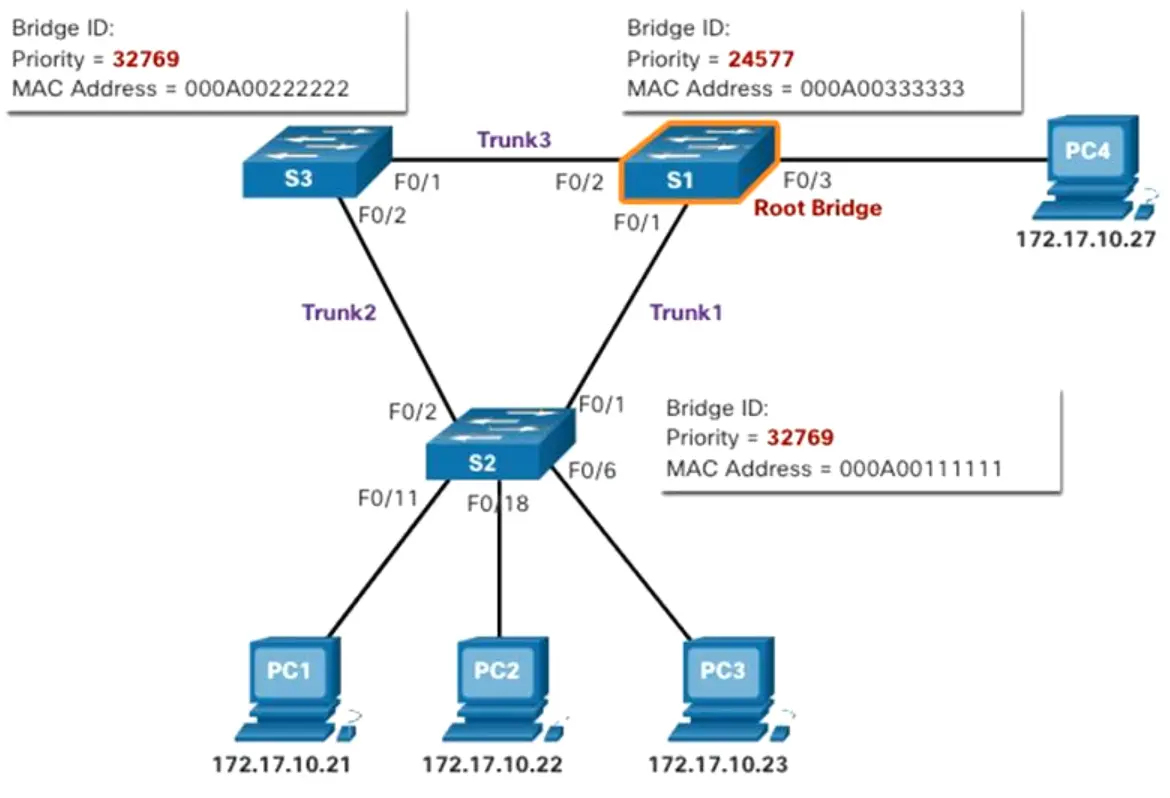 Bridge ID:
Priority = 32769
MAC Address = 000A00222222
Bridge ID:
Priority = 24577
MAC Address = 000A00333333
Trunk3
S3
F0/1
F0/2
S1
F0/3
PC4
Root Bridge
F0/2
F0/1
172.17.10.27
Trunk2
Trunk1
F0/2
F0/1
Bridge ID:
Priority = 32769
MAC Address = 000A00111111
S2
F0/6
F0/11
F0/18
PC1
PC2
PC3
172.17.10.21
172.17.10.22
172.17.10.23